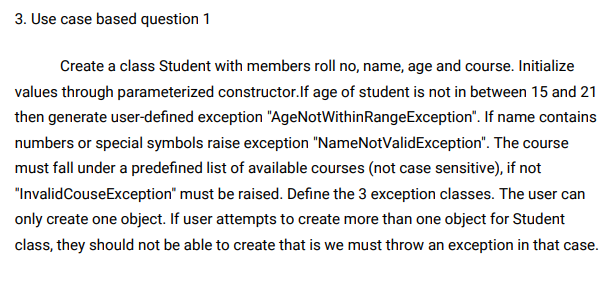 3. Use case based question 1
Create a class Student with members roll no, name, age and course. Initialize
values through parameterized constructor.If age of student is not in between 15 and 21
then generate user-defined exception "AgeNotWithinRangeException". If name contains
numbers or special symbols raise exception "NameNotValidException". The course
must fall under a predefined list of available courses (not case sensitive), if not
"InvalidCouseException" must be raised. Define the 3 exception classes. The user can
only create one object. If user attempts to create more than one object for Student
class, they should not be able to create that is we must throw an exception in that case.